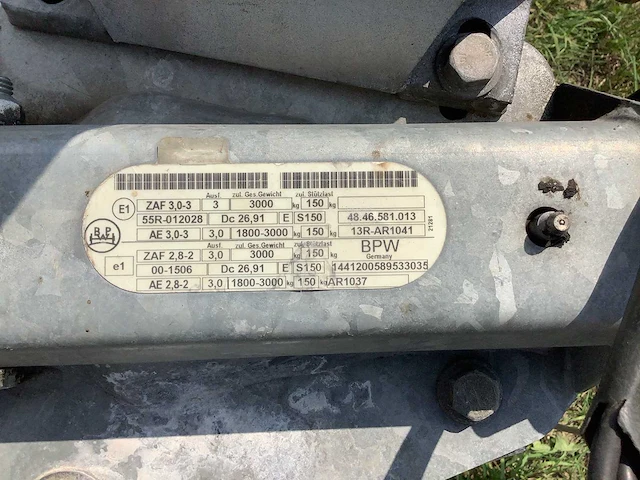 Ausf. zul. Ges.Gewicht zul. Stützlast
E1 ZAF 3,0-3 3 3000 kg 150 kg
55R-012028 Dc 26,91 E S150 48.46.581.013
AE 3,0-3 3,0 1800-3000 kg 150 kg 13R-AR1041
BPW
Ausf. zul. Ges.Gewicht zul. Stützlast
ZAF 2,8-2 3,0 3000 kg 150 kg BPW
Germany
e1 00-1506 Dc 26,91 E S150 1441200589533035
AE 2,8-2 3,0 1800-3000 kg 150 kg AR1037
21281